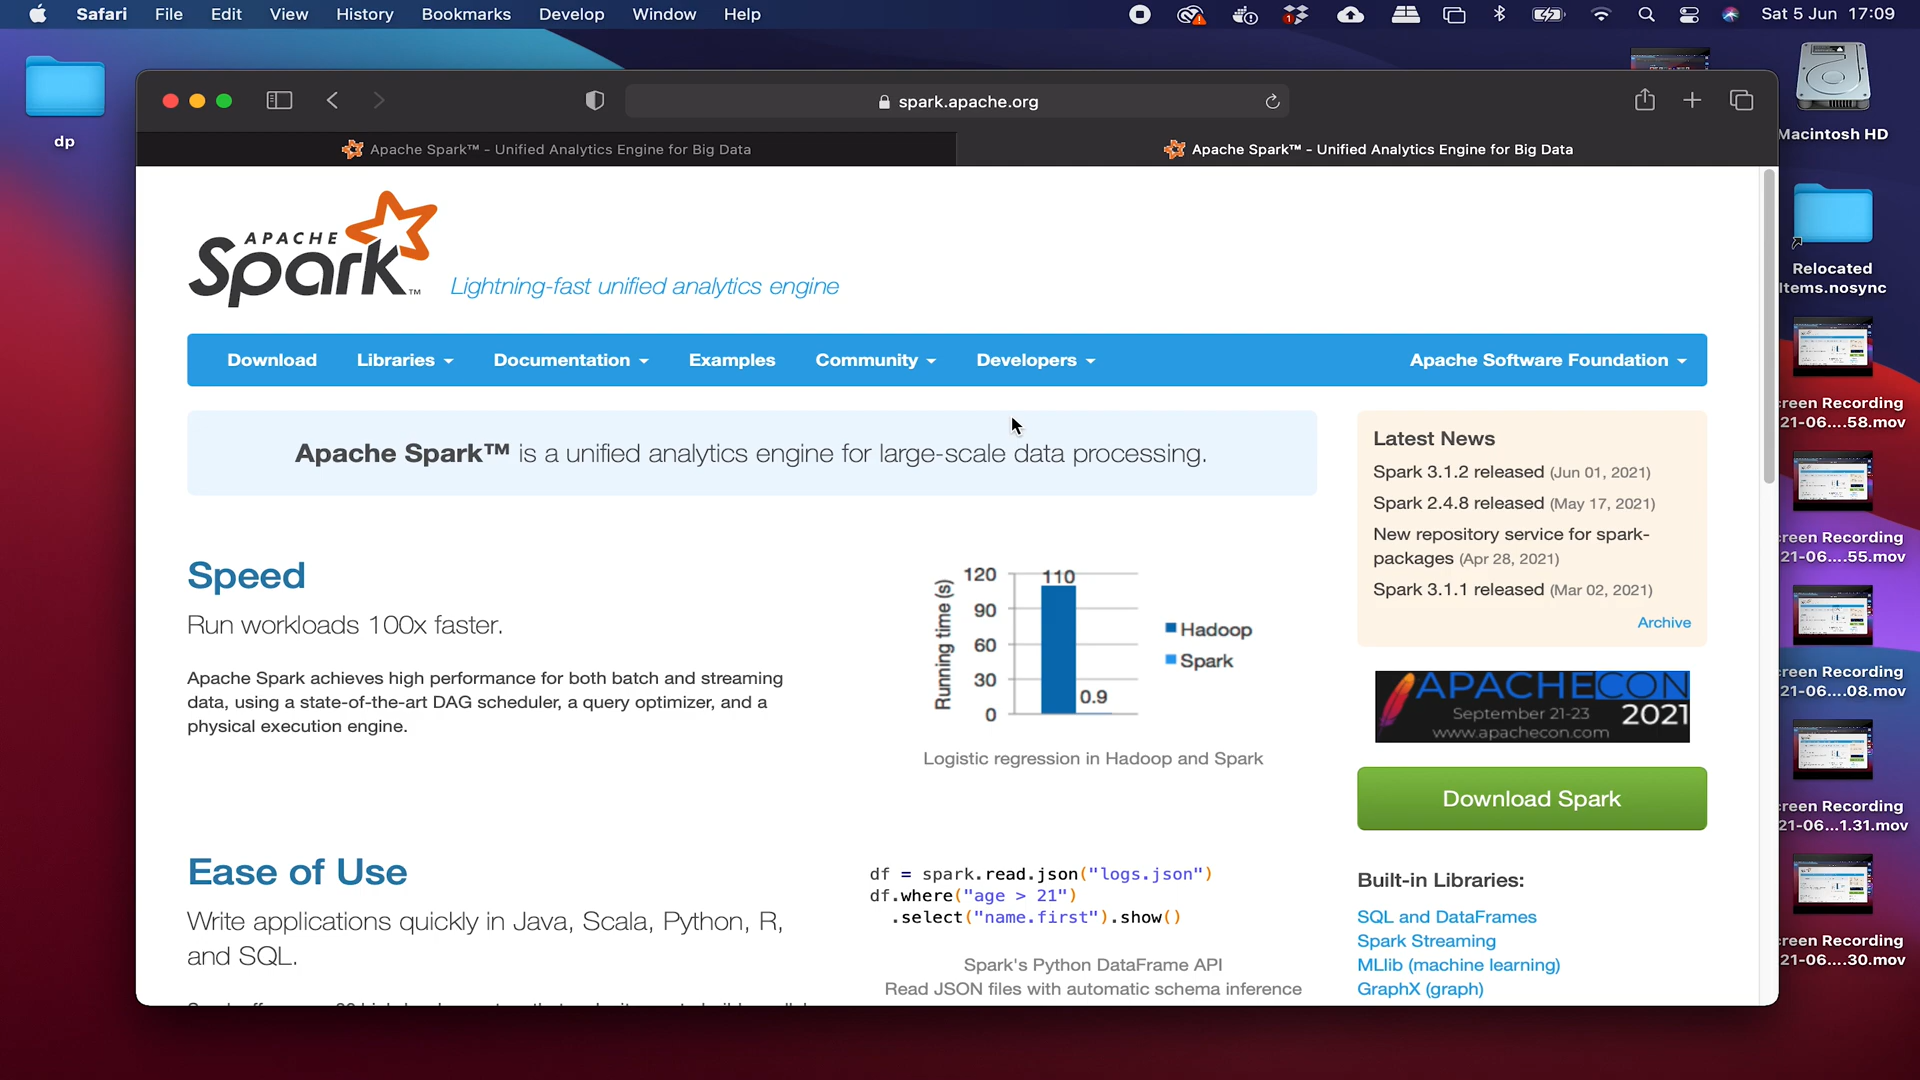 Safari File Edit View History Bookmarks Develop Window Help
1
Sat 5 Jun 17:09
dp
Macintosh HD
Relocated
Items.nosync
reen Recording
21-06....58.mov
reen Recording
21-06....55.mov
reen Recording
21-06....08.mov
reen Recording
21-06...1.31.mov
reen Recording
21-06....30.mov
spark.apache.org
Apache Spark™ - Unified Analytics Engine for Big Data
Apache Spark™ - Unified Analytics Engine for Big Data
APACHE
Spark™
Lightning-fast unified analytics engine
Download Libraries Documentation Examples Community Developers Apache Software Foundation
Apache Spark™ is a unified analytics engine for large-scale data processing.
Speed
Run workloads 100x faster.
Apache Spark achieves high performance for both batch and streaming
data, using a state-of-the-art DAG scheduler, a query optimizer, and a
physical execution engine.
Running time (s)
120
90
60
30
0
110
0.9
Hadoop
Spark
Logistic regression in Hadoop and Spark
Ease of Use
Write applications quickly in Java, Scala, Python, R,
and SQL.
df = spark.read.json("logs.json")
df.where("age > 21")
.select("name.first").show()
Spark's Python DataFrame API
Read JSON files with automatic schema inference
Latest News
Spark 3.1.2 released (Jun 01, 2021)
Spark 2.4.8 released (May 17, 2021)
New repository service for spark-
packages (Apr 28, 2021)
Spark 3.1.1 released (Mar 02, 2021)
Archive
APACHECON
September 21-23 2021
www.apachecon.com
Download Spark
Built-in Libraries:
SQL and DataFrames
Spark Streaming
MLlib (machine learning)
GraphX (graph)